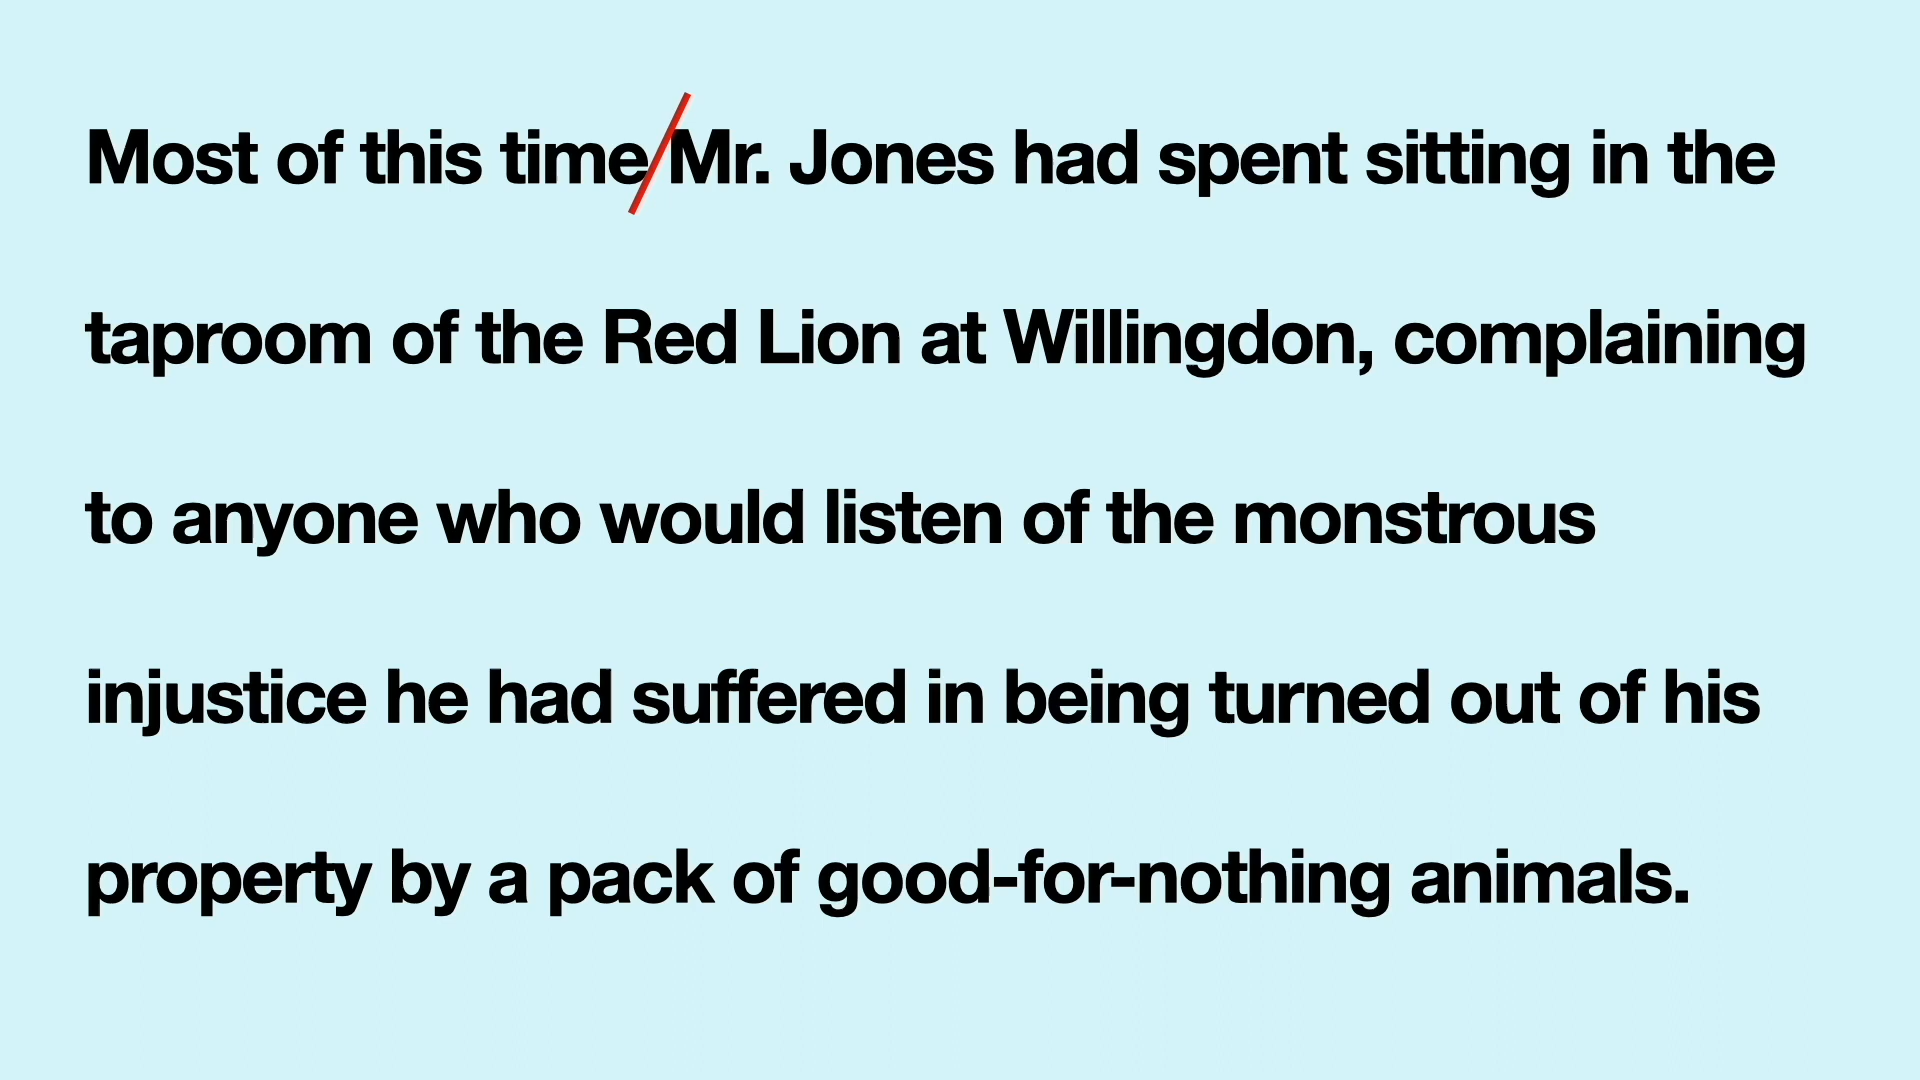 Most of this time/Mr. Jones had spent sitting in the
taproom of the Red Lion at Willingdon, complaining
to anyone who would listen of the monstrous
injustice he had suffered in being turned out of his
property by a pack of good-for-nothing animals.